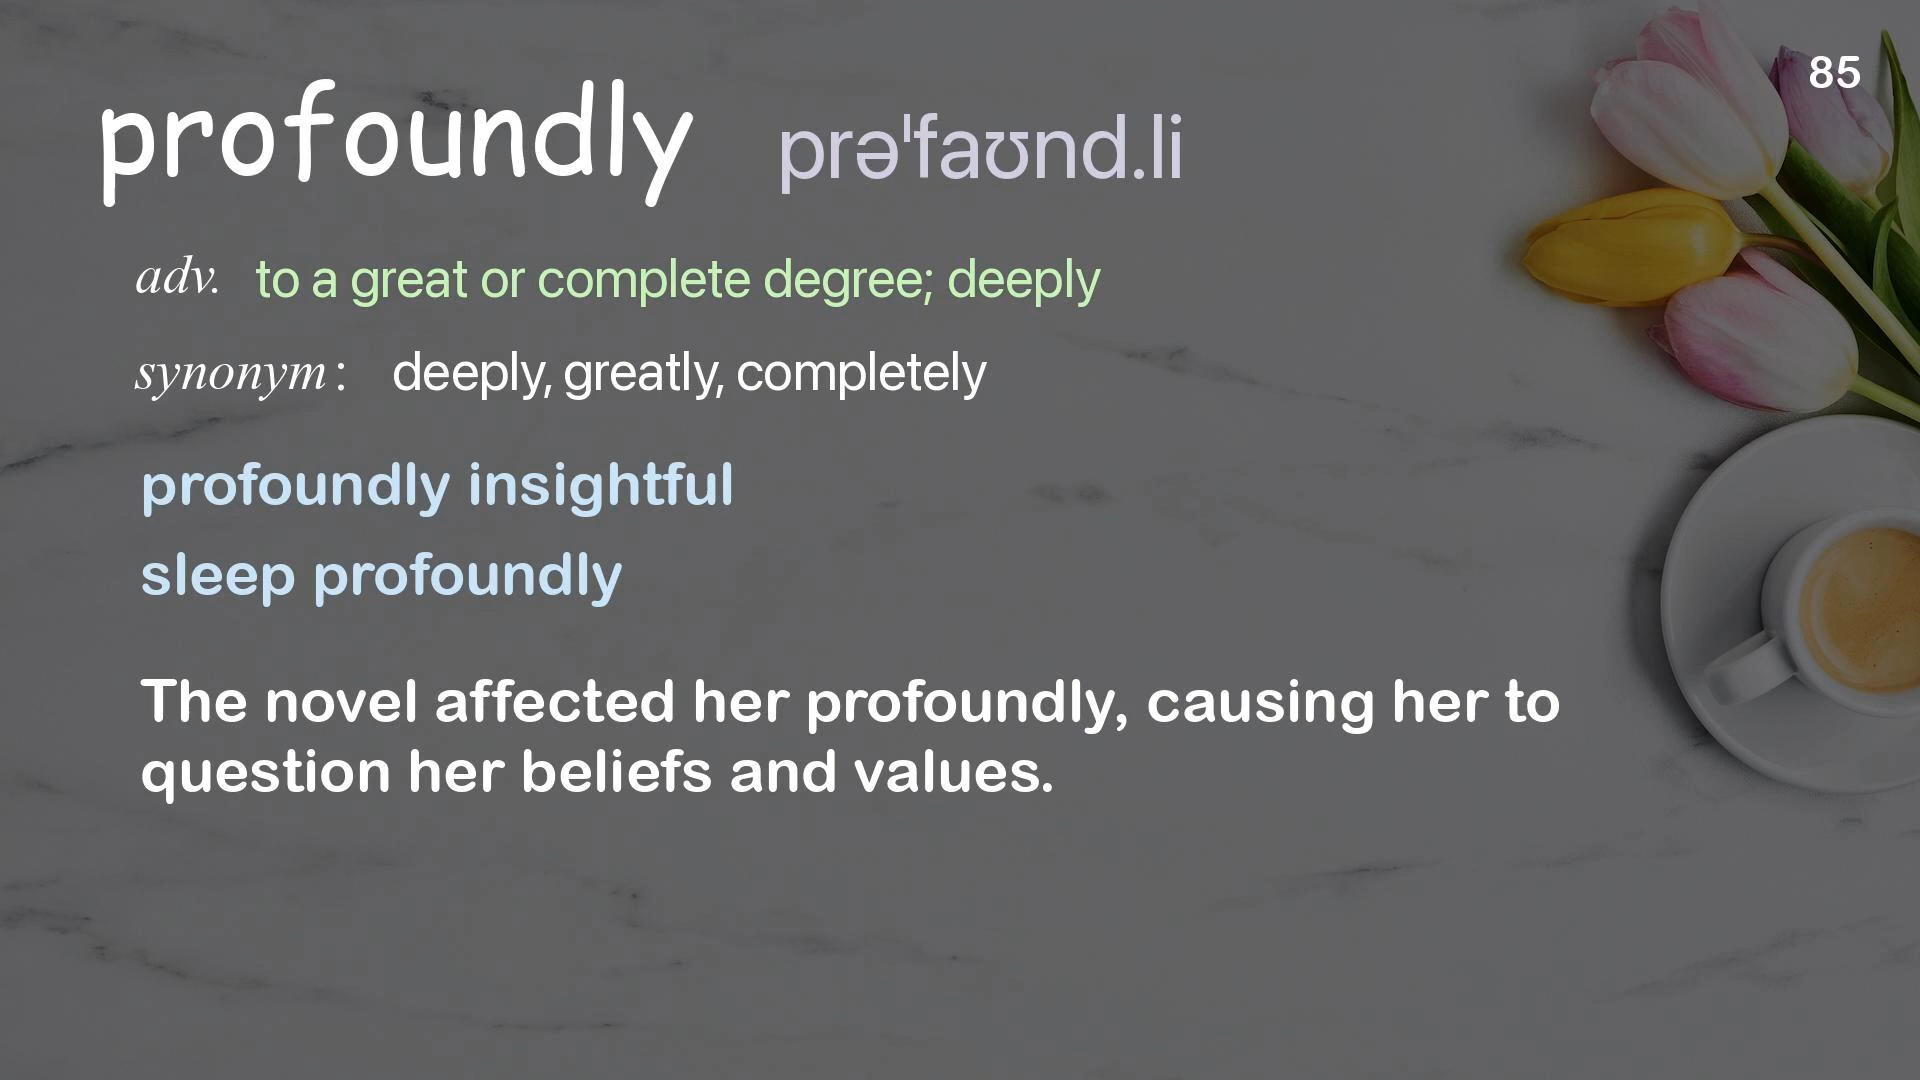 85
profoundly prəˈfaʊnd.li
adv. to a great or complete degree; deeply
synonym: deeply, greatly, completely
profoundly insightful
sleep profoundly
The novel affected her profoundly, causing her to
question her beliefs and values.